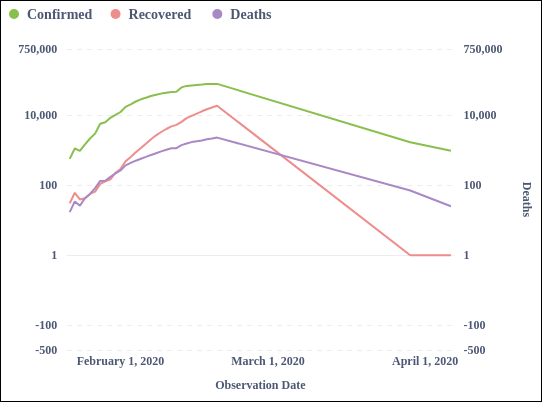 Confirmed Recovered Deaths
750,000 750,000
10,000 10,000
100 100
Deaths
1 1
-100 -100
-500 -500
February 1, 2020 March 1, 2020 April 1, 2020
Observation Date